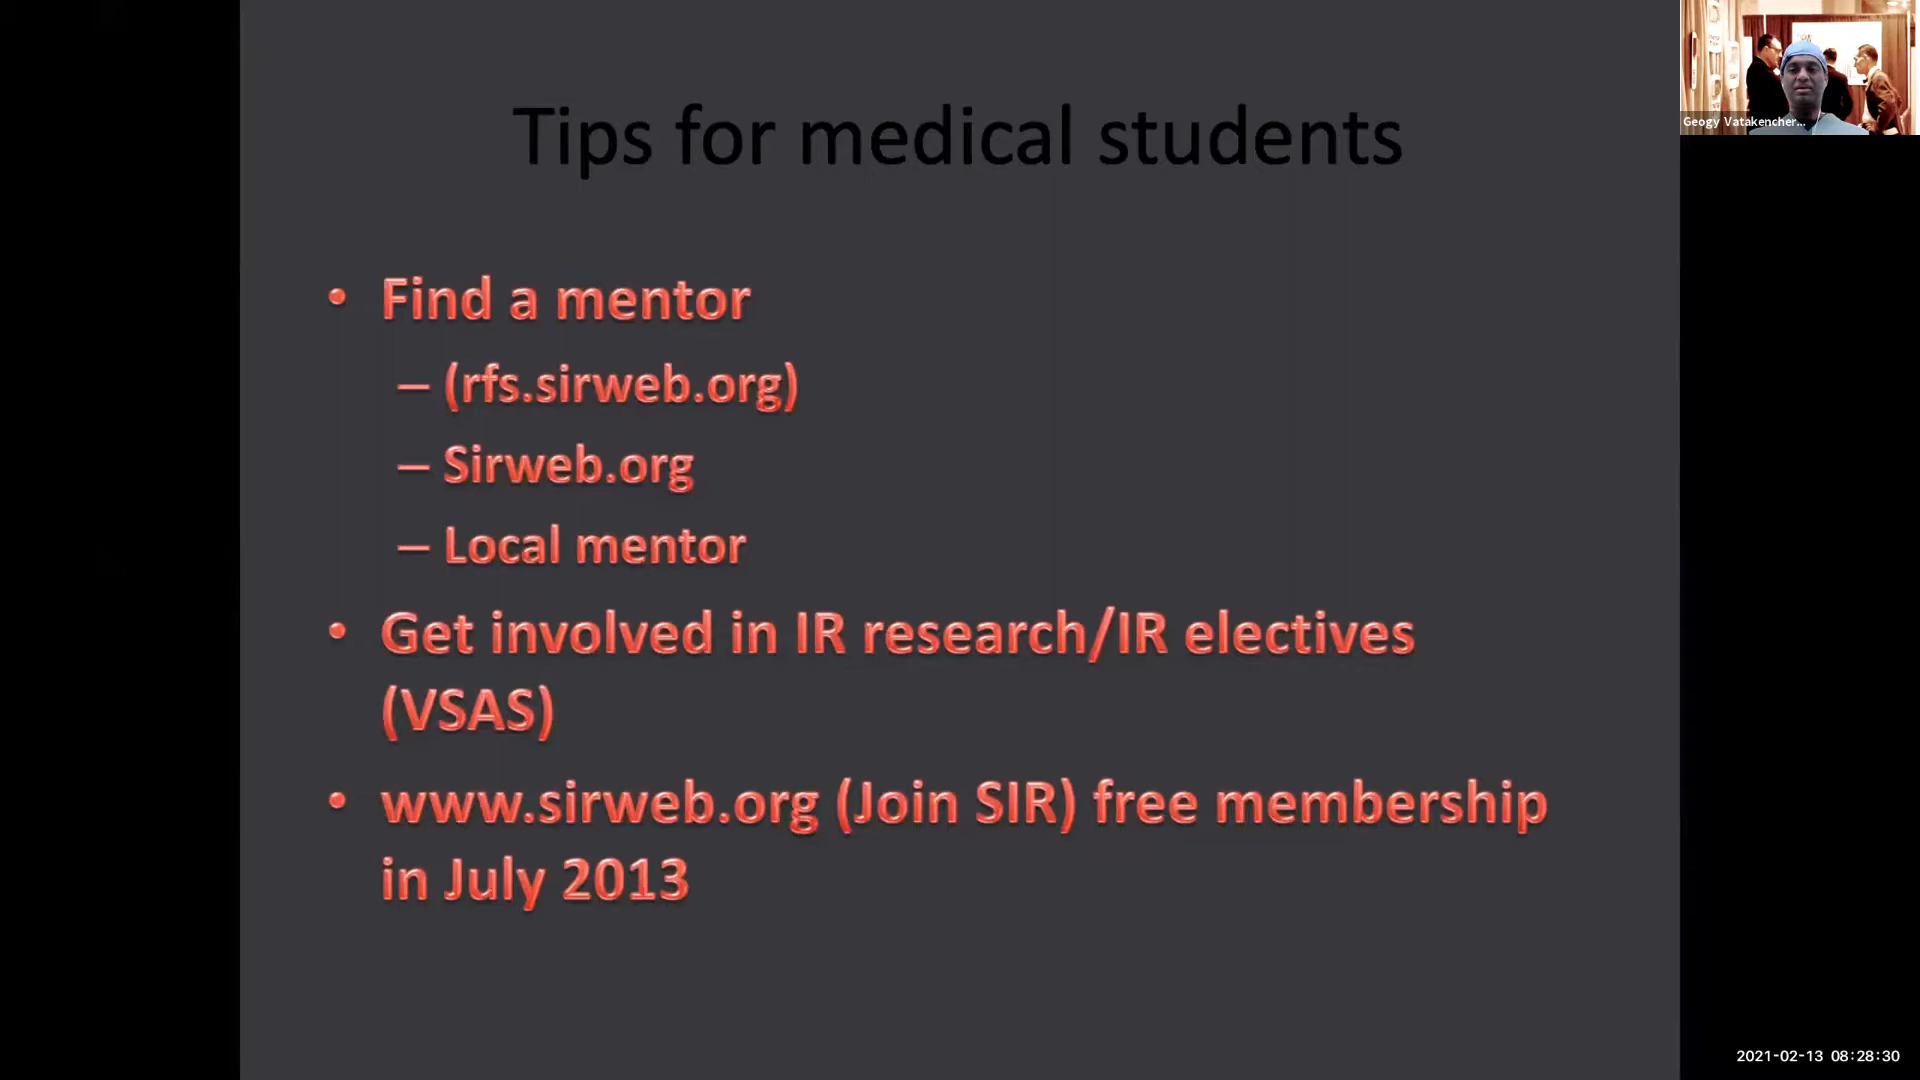 Tips for medical students
• Find a mentor
– (rfs.sirweb.org)
– Sirweb.org
– Local mentor
• Get involved in IR research/IR electives
(VSAS)
• www.sirweb.org (Join SIR) free membership
in July 2013
Geogy Vatakencher...
2021-02-13 08:28:30